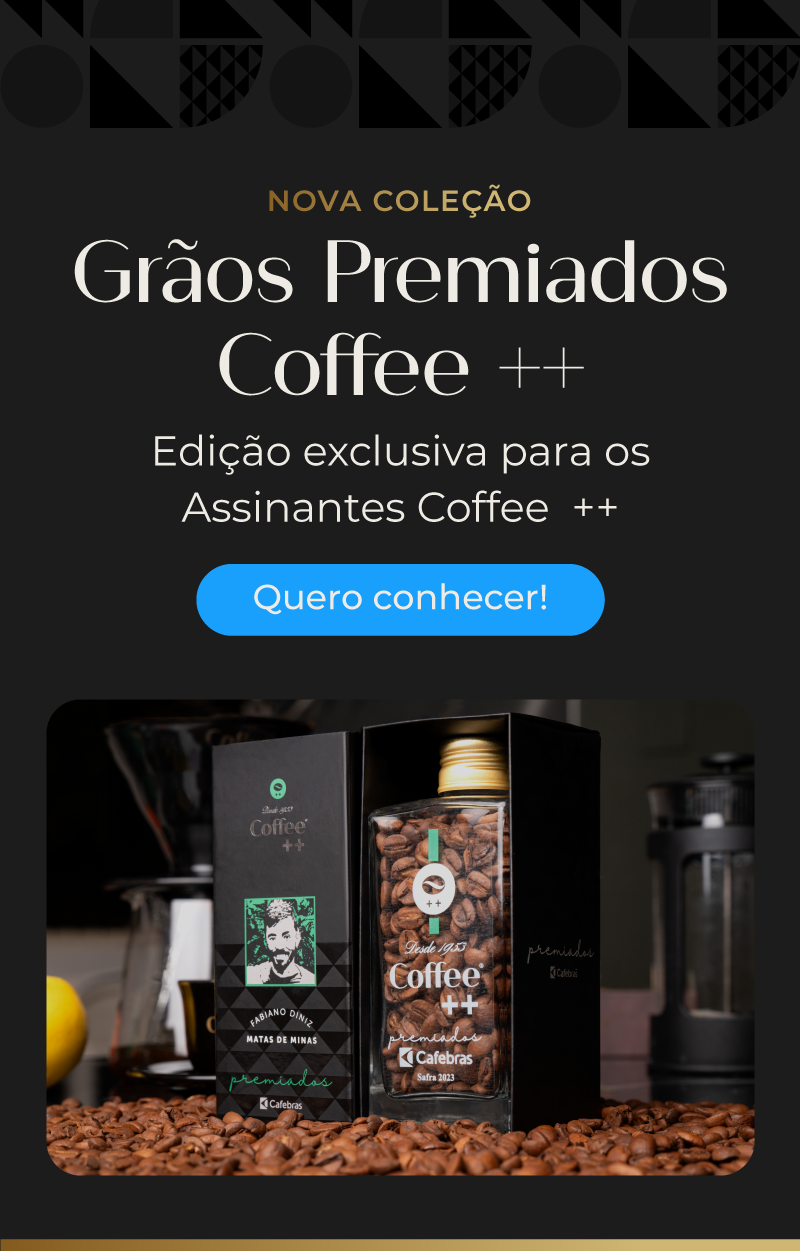 NOVA COLEÇÃO
Grãos Premiados
Coffee ++
Edição exclusiva para os
Assinantes Coffee ++
Quero conhecer!
Desde 1953
Coffee
++
FABIANO DINIZ
MATAS DE MINAS
premiados
Cafebras
++
Desde 1953
Coffee
++
premiados
Cafebras
Safra 2023
premiados
Cafebras